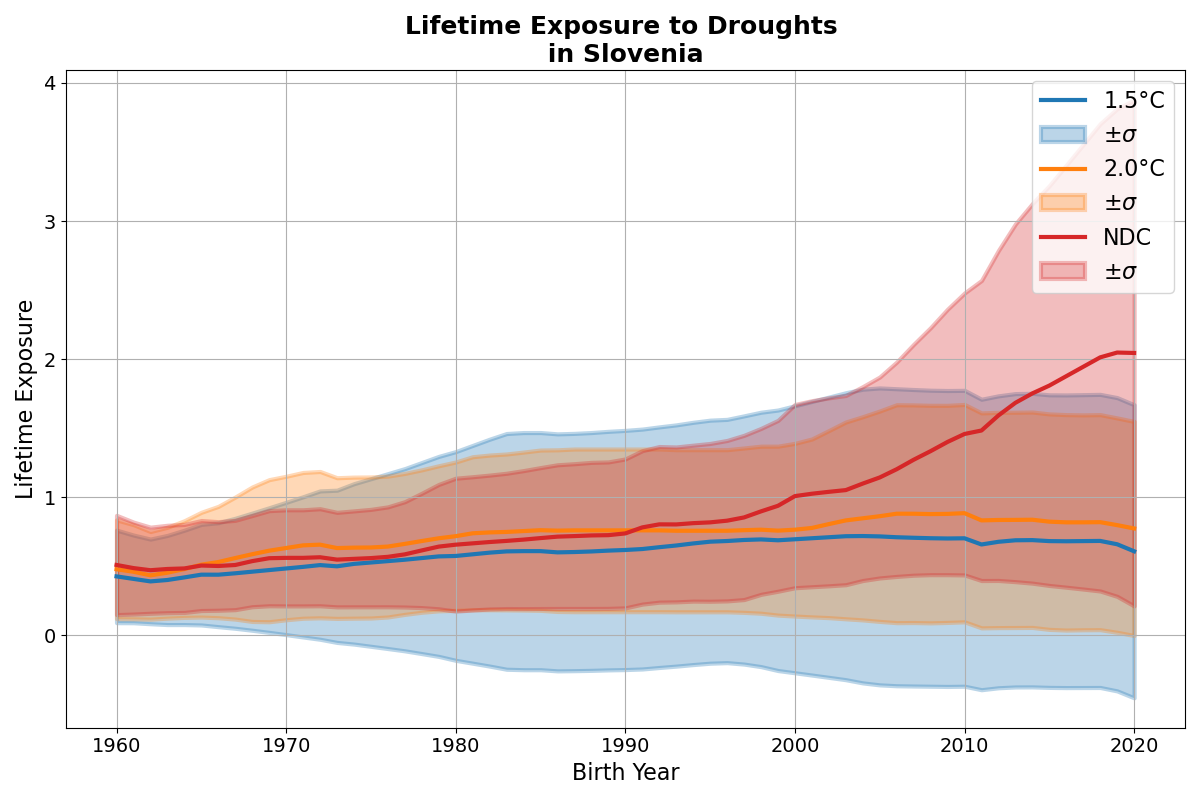 Lifetime Exposure to Droughts
in Slovenia
4
3
2
1
0
Lifetime Exposure
1960
1970
1980
1990
2000
2010
2020
Birth Year
1.5°C
±σ
2.0°C
±σ
NDC
±σ